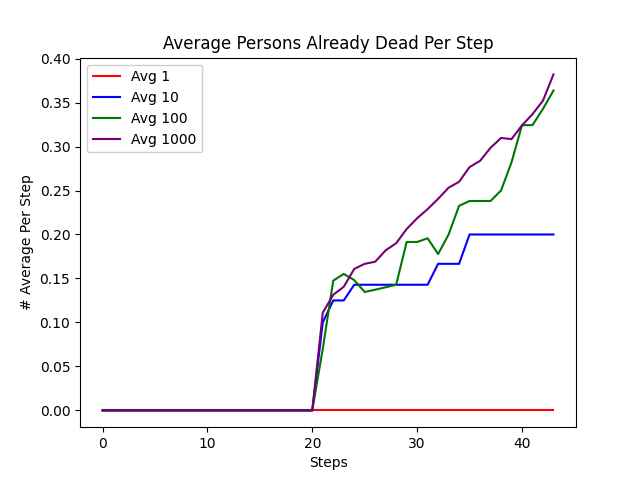 Average Persons Already Dead Per Step
Avg 1
Avg 10
Avg 100
Avg 1000
# Average Per Step
0.40
0.35
0.30
0.25
0.20
0.15
0.10
0.05
0.00
0 10 20 30 40
Steps